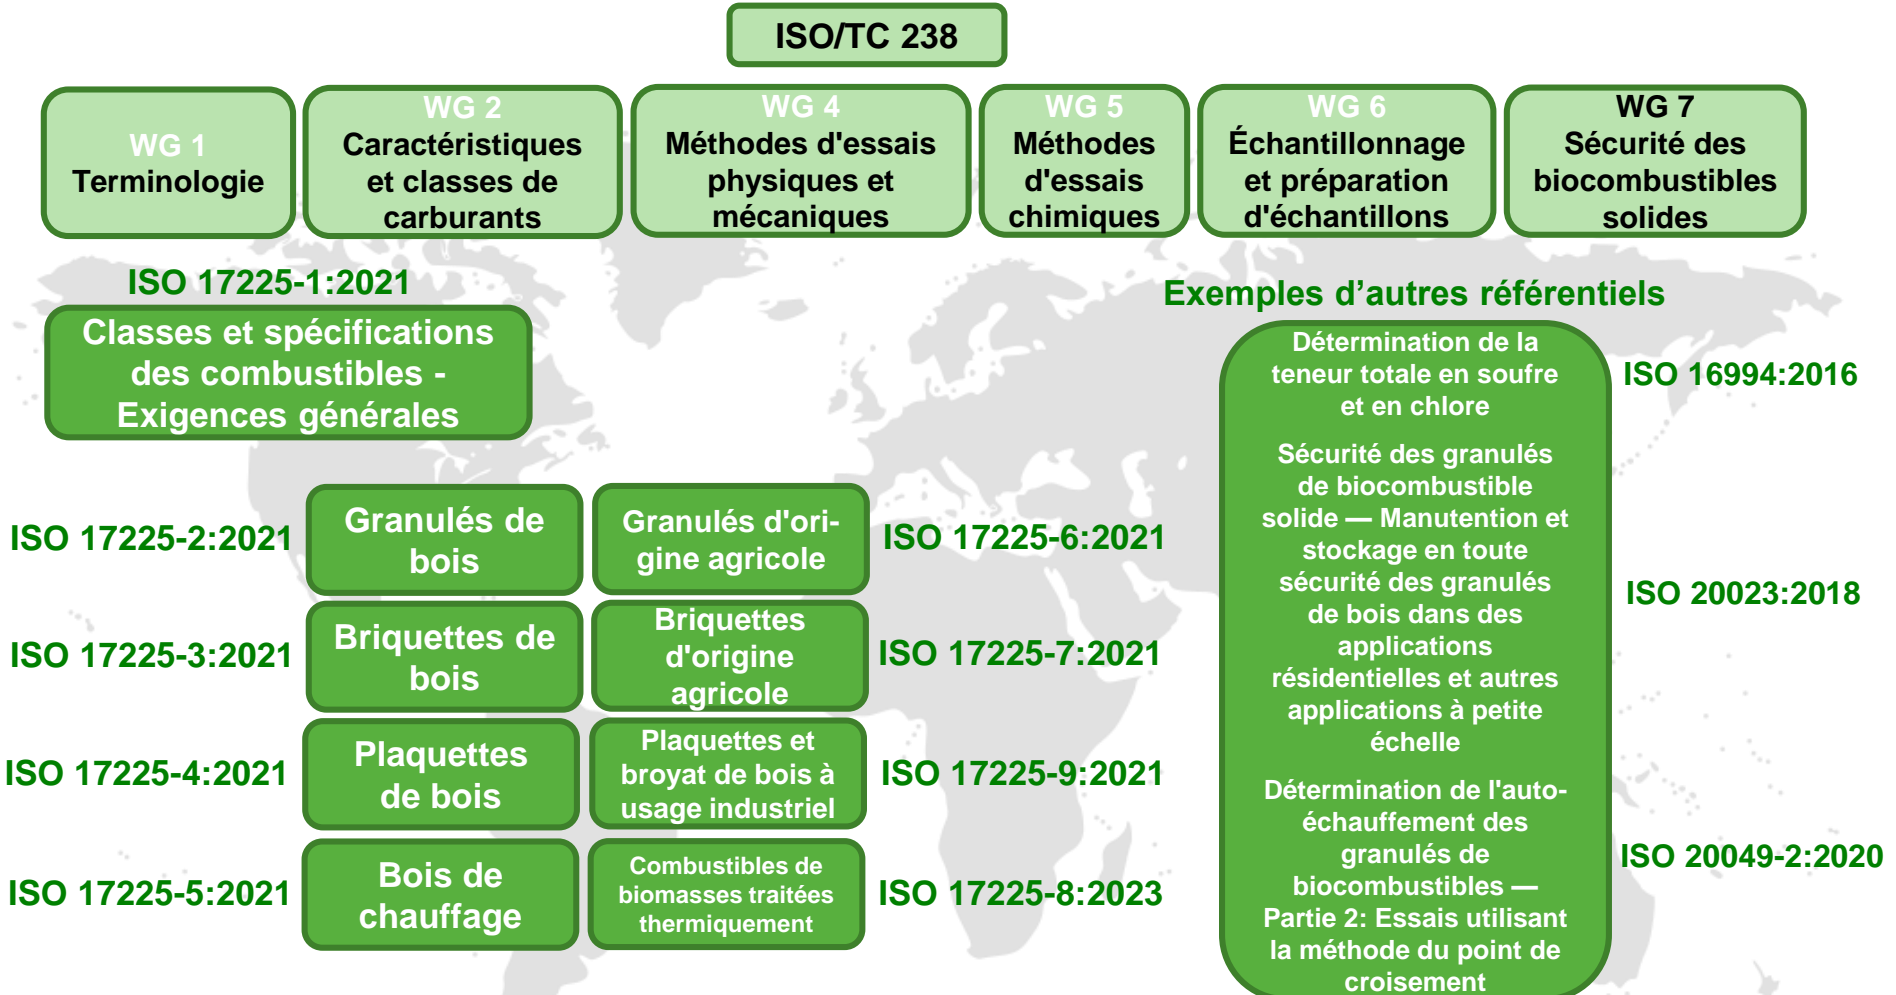 ISO/TC 238
WG 1
Terminologie
WG 2
Caractéristiques
et classes de
carburants
WG 4
Méthodes d'essais
physiques et
mécaniques
WG 5
Méthodes
d'essais
chimiques
WG 6
Échantillonnage
et préparation
d'échantillons
WG 7
Sécurité des
biocombustibles
solides
ISO 17225-1:2021
Classes et spécifications
des combustibles -
Exigences générales
ISO 17225-2:2021
Granulés de
bois
Granulés d'ori-
gine agricole
ISO 17225-6:2021
ISO 17225-3:2021
Briquettes de
bois
Briquettes
d'origine
agricole
ISO 17225-7:2021
ISO 17225-4:2021
Plaquettes
de bois
Plaquettes et
broyat de bois à
usage industriel
ISO 17225-9:2021
ISO 17225-5:2021
Bois de
chauffage
Combustibles de
biomasses traitées
thermiquement
ISO 17225-8:2023
Exemples d’autres référentiels
Détermination de la
teneur totale en soufre
et en chlore
ISO 16994:2016
Sécurité des granulés
de biocombustible
solide — Manutention et
stockage en toute
sécurité des granulés
de bois dans des
applications
résidentielles et autres
applications à petite
échelle
ISO 20023:2018
Détermination de l'auto-
échauffement des
granulés de
biocombustibles —
Partie 2: Essais utilisant
la méthode du point de
croisement
ISO 20049-2:2020